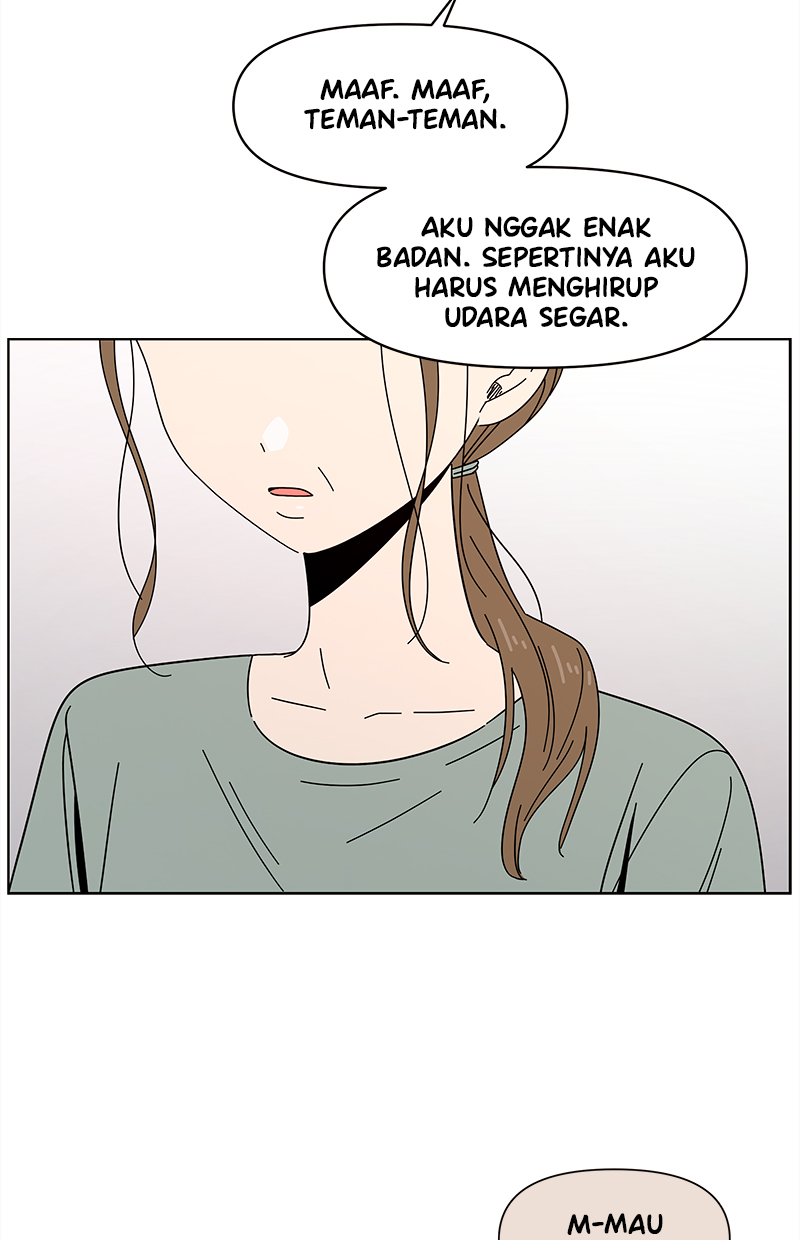 MAAF. MAAF,
TEMAN-TEMAN.
AKU NGGAK ENAK
BADAN. SEPERTINYA AKU
HARUS MENGHIRUP
UDARA SEGAR.
M-MAU